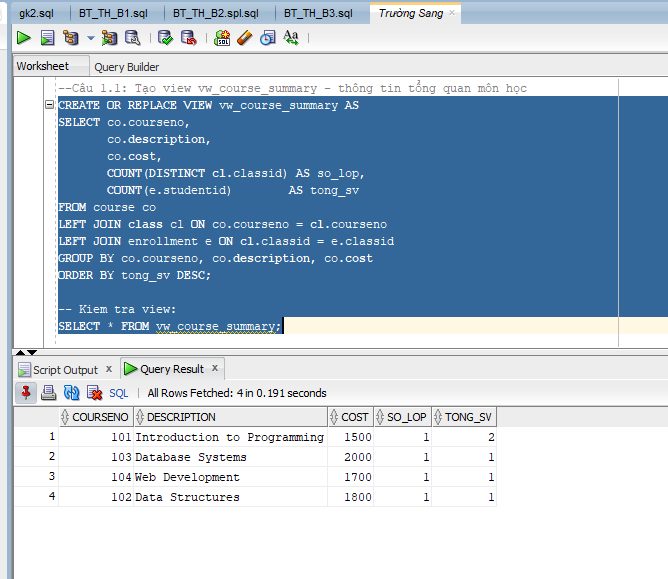 gk2.sql BT_TH_B1.sql BT_TH_B2.spl.sql BT_TH_B3.sql Trường Sang
Worksheet Query Builder
--Câu 1.1: Tạo view vw_course_summary - thông tin tổng quan môn học
CREATE OR REPLACE VIEW vw_course_summary AS
SELECT co.courseno,
co.description,
co.cost,
COUNT(DISTINCT cl.classid) AS so_lop,
COUNT(e.studentid) AS tong_sv
FROM course co
LEFT JOIN class cl ON co.courseno = cl.courseno
LEFT JOIN enrollment e ON cl.classid = e.classid
GROUP BY co.courseno, co.description, co.cost
ORDER BY tong_sv DESC;
-- Kiem tra view:
SELECT * FROM vw_course_summary;
Script Output x Query Result x
SQL | All Rows Fetched: 4 in 0.191 seconds
COURSENO DESCRIPTION COST SO_LOP TONG_SV
1 101 Introduction to Programming 1500 1 2
2 103 Database Systems 2000 1 1
3 104 Web Development 1700 1 1
4 102 Data Structures 1800 1 1